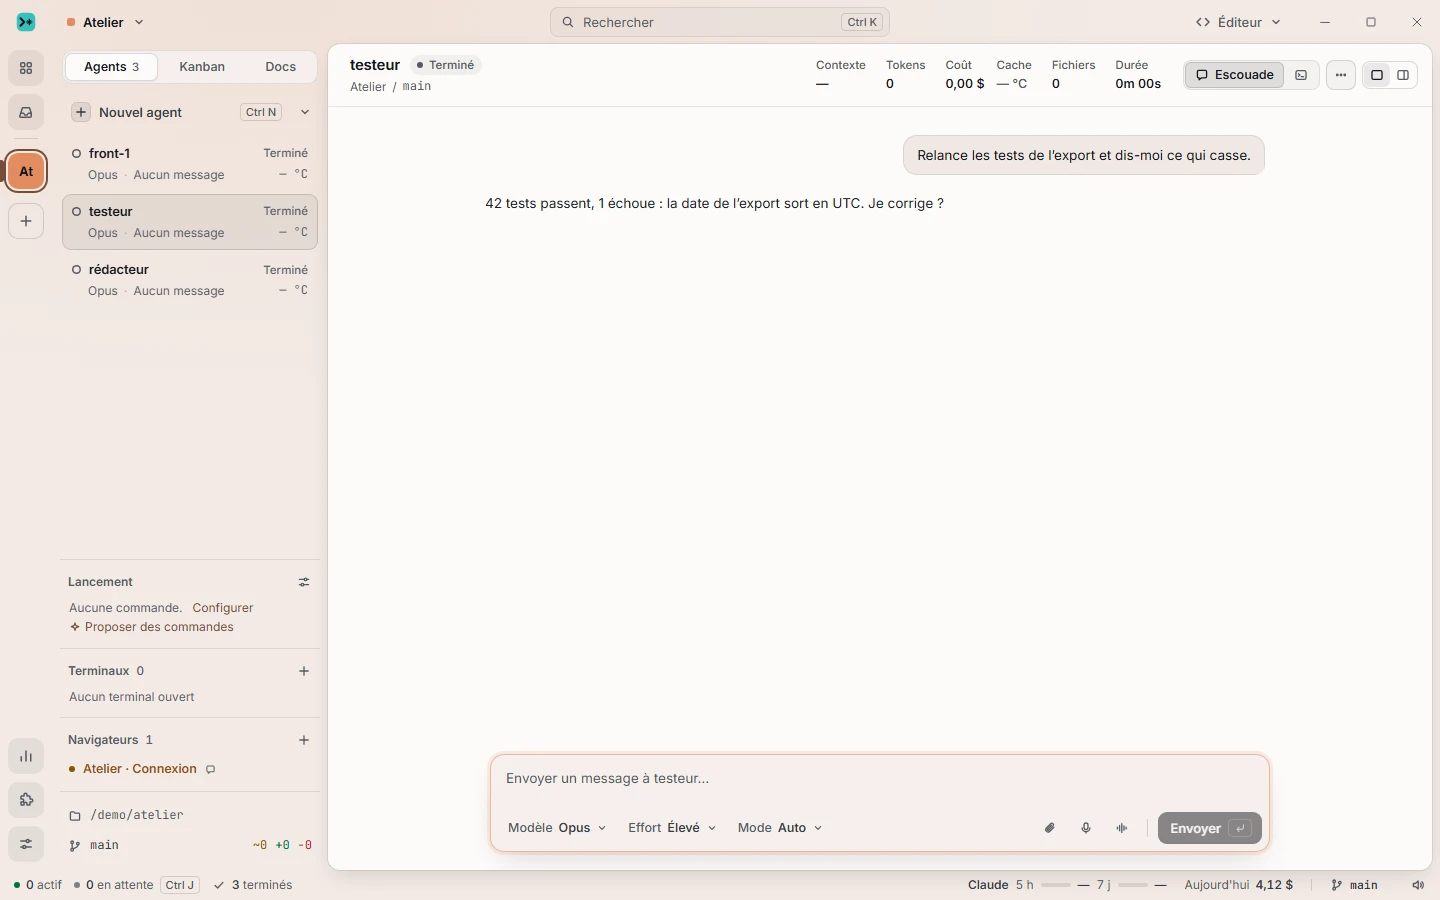 Atelier
Rechercher
Ctrl K
Éditeur
Agents 3
Kanban
Docs
Nouvel agent
Ctrl N
At
front-1
Terminé
Opus · Aucun message
— °C
testeur
Terminé
Opus · Aucun message
— °C
rédacteur
Terminé
Opus · Aucun message
— °C
Lancement
Aucune commande. Configurer
Proposer des commandes
Terminaux 0
Aucun terminal ouvert
Navigateurs 1
Atelier · Connexion
/demo/atelier
main
~0 +0 -0
testeur
Terminé
Atelier / main
Contexte
—
Tokens
0
Coût
0,00 $
Cache
— °C
Fichiers
0
Durée
0m 00s
Escouade
Relance les tests de l’export et dis-moi ce qui casse.
42 tests passent, 1 échoue : la date de l’export sort en UTC. Je corrige ?
Envoyer un message à testeur…
Modèle Opus
Effort Élevé
Mode Auto
Envoyer
0 actif
0 en attente
Ctrl J
3 terminés
Claude 5 h — 7 j —
Aujourd'hui 4,12 $
main